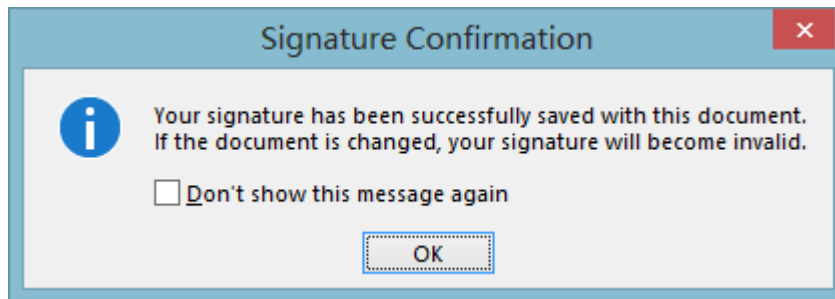 Signature Confirmation
Your signature has been successfully saved with this document.
If the document is changed, your signature will become invalid.
Don't show this message again
OK